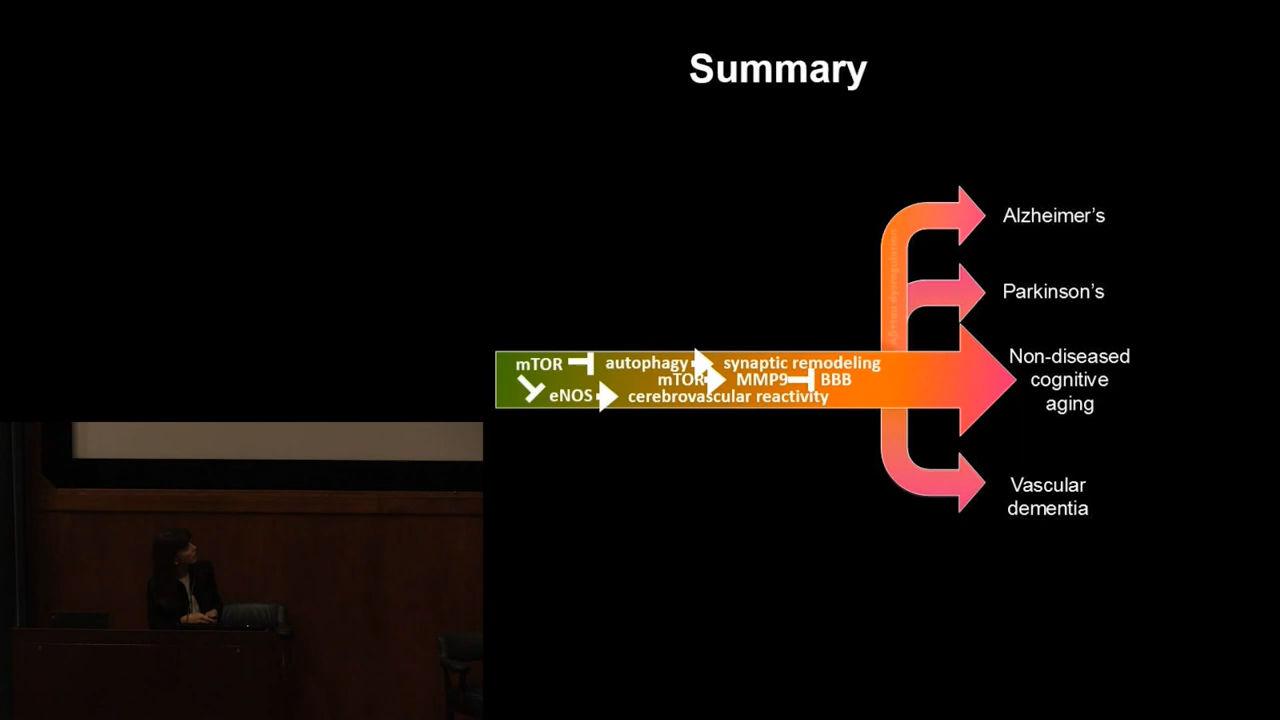 Summary
Alzheimer's
Parkinson's
mTOR autophagy synaptic remodeling
mTOR MMP9 BBB
eNOS cerebrovascular reactivity
Non-diseased
cognitive
aging
Vascular
dementia